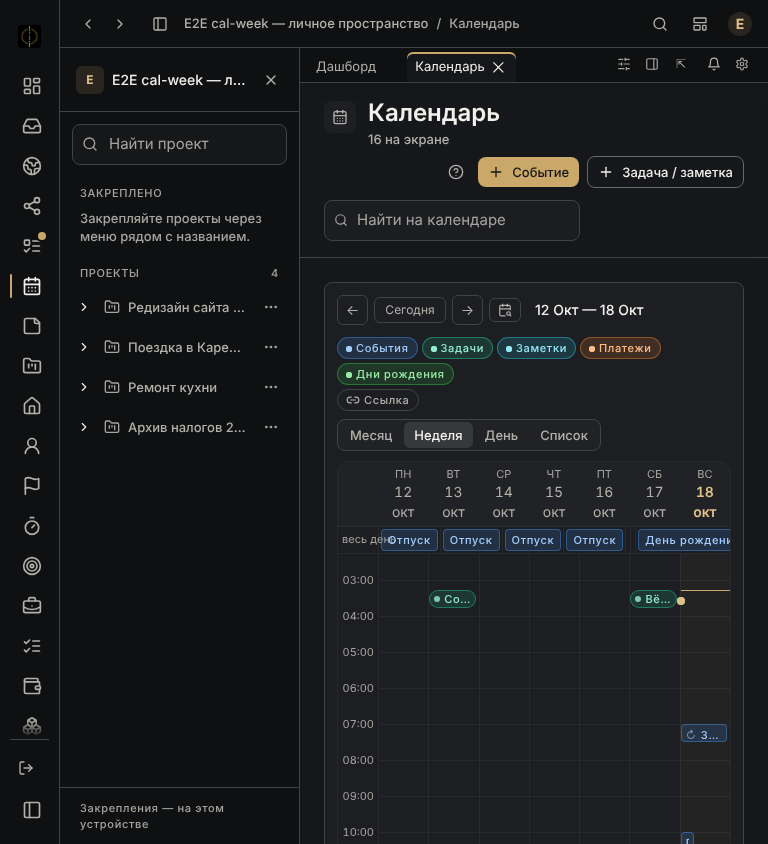 E2E cal-week — личное пространство / Календарь
E
E
E2E cal-week — л...
Найти проект
ЗАКРЕПЛЕНО
Закрепляйте проекты через
меню рядом с названием.
ПРОЕКТЫ 4
Редизайн сайта ...
Поездка в Каре...
Ремонт кухни
Архив налогов 2...
Закрепления — на этом
устройстве
Дашборд
Календарь
Календарь
16 на экране
Событие
Задача / заметка
Найти на календаре
Сегодня
12 Окт — 18 Окт
События Задачи Заметки Платежи
Дни рождения
Ссылка
Месяц Неделя День Список
ПН ВТ СР ЧТ ПТ СБ ВС
12 13 14 15 16 17 18
окт окт окт окт окт окт окт
весь ден Отпуск Отпуск Отпуск Отпуск День рождени
03:00
Со... Вё...
04:00
05:00
06:00
07:00
З...
08:00
09:00
10:00